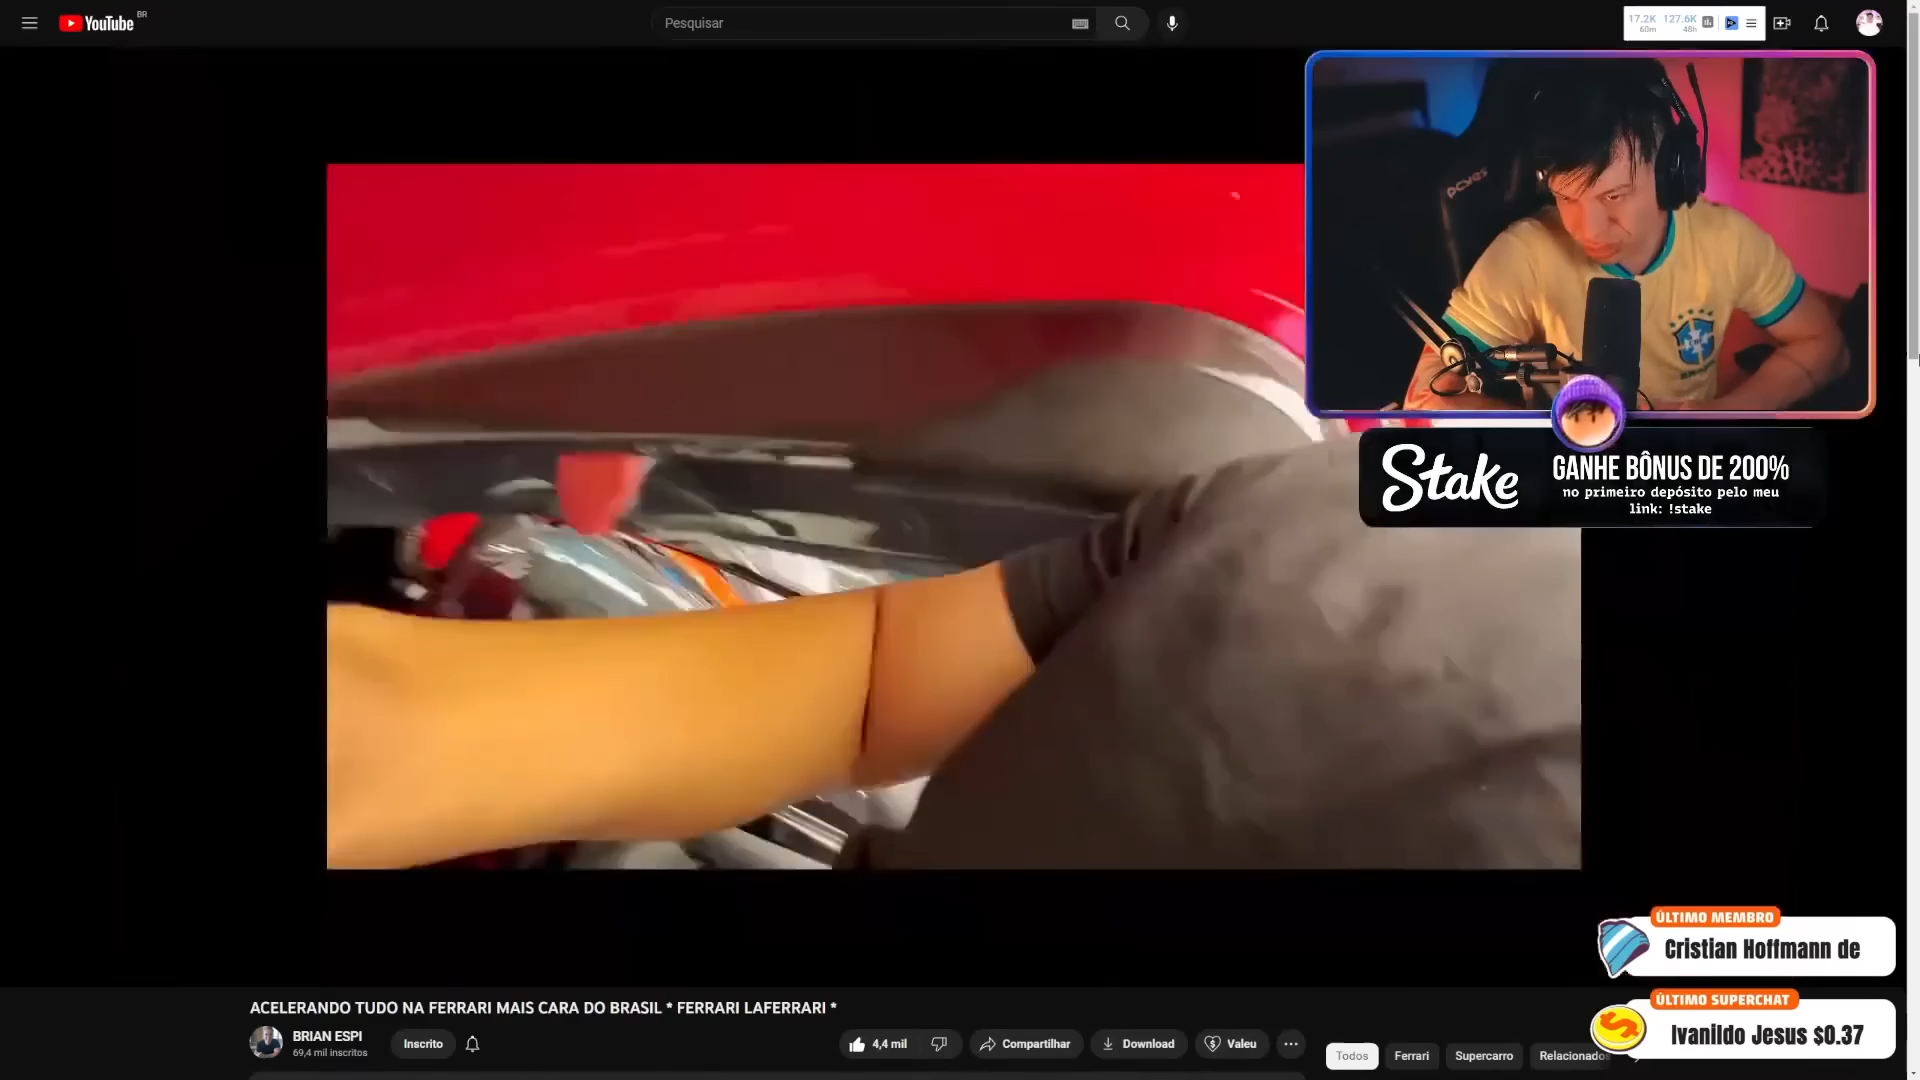 YouTube BR
Pesquisar
17.2K 127.6K
60m 48h
pcyes
Stake
GANHE BÔNUS DE 200%
no primeiro depósito pelo meu
link: !stake
ÚLTIMO MEMBRO
Cristian Hoffmann de
ÚLTIMO SUPERCHAT
Ivanildo Jesus $0.37
ACELERANDO TUDO NA FERRARI MAIS CARA DO BRASIL * FERRARI LAFERRARI *
BRIAN ESPI
69,4 mil inscritos
Inscrito
4,4 mil
Compartilhar
Download
Valeu
Todos
Ferrari
Supercarro
Relacionados